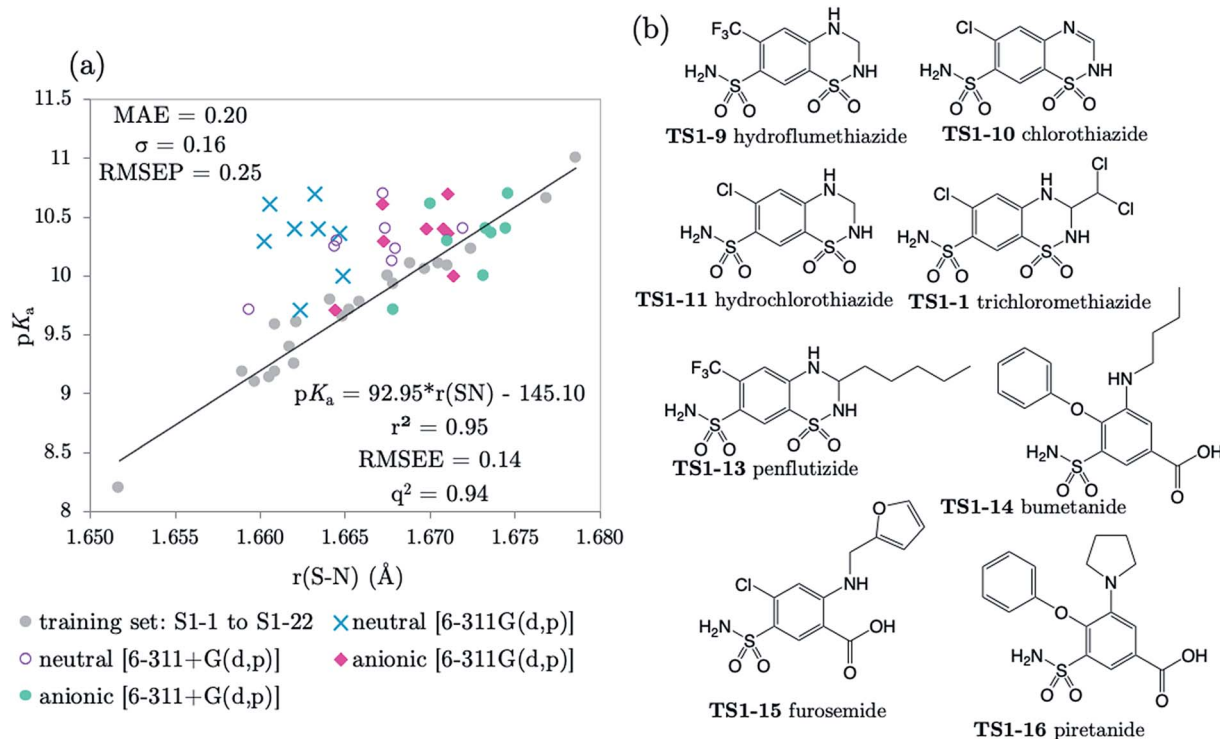 (a)
MAE = 0.20
σ = 0.16
RMSEP = 0.25
pKₐ = 92.95*r(SN) - 145.10
r² = 0.95
RMSEE = 0.14
q² = 0.94
pKₐ
11.5
11
10.5
10
9.5
9
8.5
8
1.650
1.655
1.660
1.665
1.670
1.675
1.680
r(S-N) (Å)
training set: S1-1 to S1-22
neutral [6-311G(d,p)]
neutral [6-311+G(d,p)]
anionic [6-311G(d,p)]
anionic [6-311+G(d,p)]
(b)
F₃C
H
N
NH
H₂N
S
O O
S
O O
TS1-9 hydroflumethiazide
Cl
N
NH
H₂N
S
O O
S
O O
TS1-10 chlorothiazide
Cl
H
N
NH
H₂N
S
O O
S
O O
TS1-11 hydrochlorothiazide
Cl
H
N
Cl
Cl
NH
H₂N
S
O O
S
O O
TS1-1 trichloromethiazide
F₃C
H
N
NH
H₂N
S
O O
S
O O
TS1-13 penflutizide
HN
O
H₂N
S
O O
OH
O
TS1-14 bumetanide
O
Cl
NH
H₂N
S
O O
OH
O
TS1-15 furosemide
N
O
H₂N
S
O O
OH
O
TS1-16 piretanide